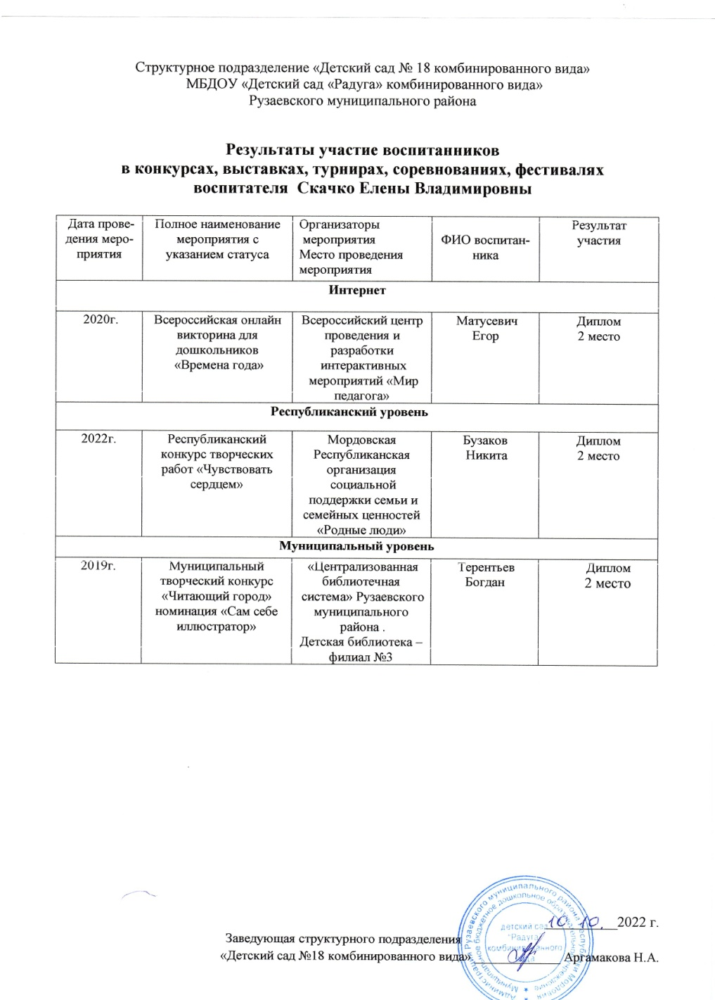 Структурное подразделение «Детский сад № 18 комбинированного вида»
МБДОУ «Детский сад «Радуга» комбинированного вида»
Рузаевского муниципального района
Результаты участие воспитанников
в конкурсах, выставках, турнирах, соревнованиях, фестивалях
воспитателя Скачко Елены Владимировны
Дата прове-
дения меро-
приятия
Полное наименование
мероприятия с
указанием статуса
Организаторы
мероприятия
Место проведения
мероприятия
ФИО воспитан-
ника
Результат
участия
Интернет
2020г.
Всероссийская онлайн
викторина для
дошкольников
«Времена года»
Всероссийский центр
проведения и
разработки
интерактивных
мероприятий «Мир
педагога»
Матусевич
Егор
Диплом
2 место
Республиканский уровень
2022г.
Республиканский
конкурс творческих
работ «Чувствовать
сердцем»
Мордовская
Республиканская
организация
социальной
поддержки семьи и
семейных ценностей
«Родные люди»
Бузаков
Никита
Диплом
2 место
Муниципальный уровень
2019г.
Муниципальный
творческий конкурс
«Читающий город»
номинация «Сам себе
иллюстратор»
«Централизованная
библиотечная
система» Рузаевского
муниципального
района .
Детская библиотека –
филиал №3
Терентьев
Богдан
Диплом
2 место
10.10. 2022 г.
Заведующая структурного подразделения
«Детский сад №18 комбинированного вида» Аргамакова Н.А.
Администрация Рузаевского муниципального района Республики Мордовия
Муниципальное бюджетное дошкольное образовательное учреждение
детский сад
"Радуга"
комбинированного
вида